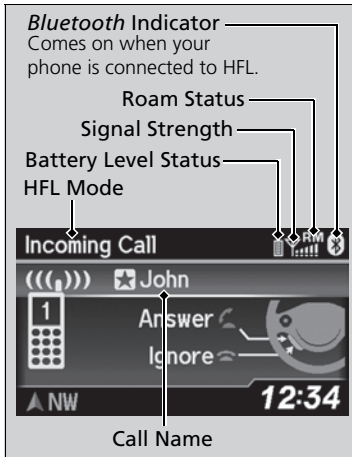 Bluetooth Indicator
Comes on when your
phone is connected to HFL.
Roam Status
Signal Strength
Battery Level Status
HFL Mode
Incoming Call
RM
John
1
Answer
Ignore
NW
12:34
Call Name